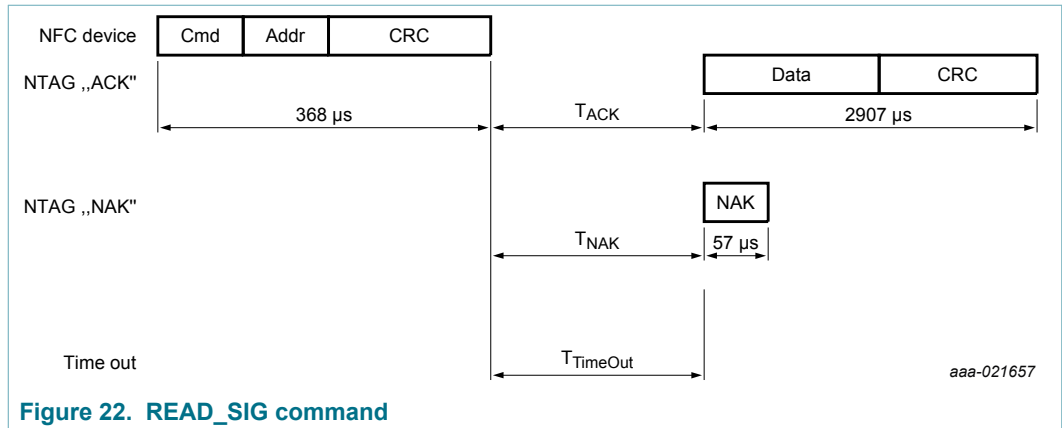 NFC device Cmd Addr CRC
NTAG ,,ACK" Data CRC
368 µs TACK 2907 µs
NTAG ,,NAK" NAK
TNAK 57 µs
Time out TTimeOut aaa-021657
Figure 22. READ_SIG command